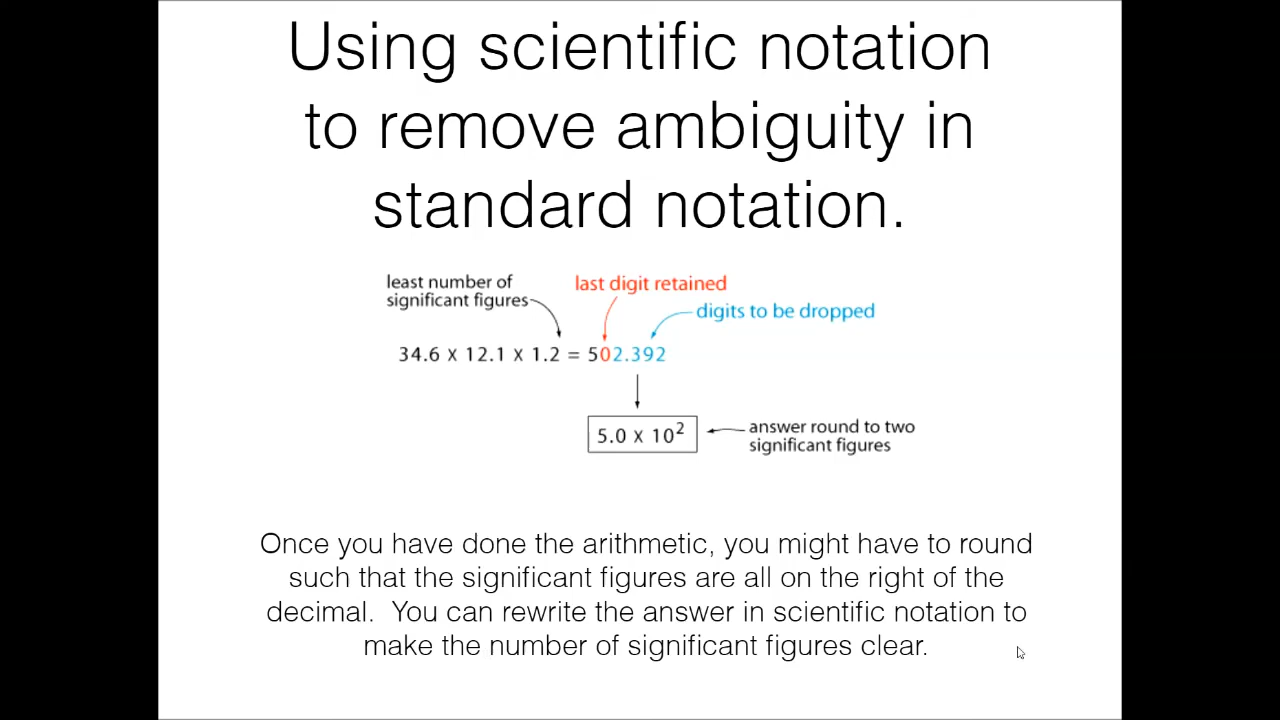 Using scientific notation
to remove ambiguity in
standard notation.
least number of
significant figures
last digit retained
digits to be dropped
34.6 x 12.1 x 1.2 = 502.392
5.0 x 10²
answer round to two
significant figures
Once you have done the arithmetic, you might have to round
such that the significant figures are all on the right of the
decimal.  You can rewrite the answer in scientific notation to
make the number of significant figures clear.